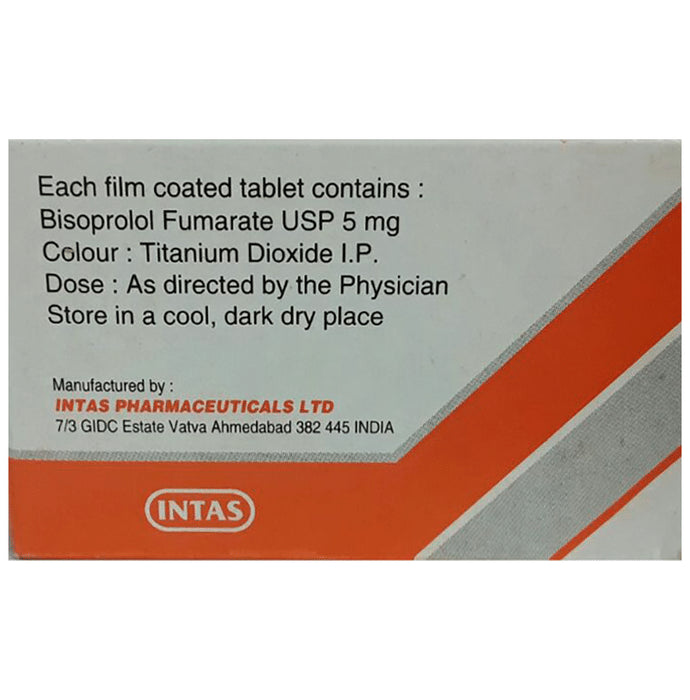 Each film coated tablet contains :
Bisoprolol Fumarate USP 5 mg
Colour : Titanium Dioxide I.P.
Dose : As directed by the Physician
Store in a cool, dark dry place
Manufactured by :
INTAS PHARMACEUTICALS LTD
7/3 GIDC Estate Vatva Ahmedabad 382 445 INDIA
INTAS